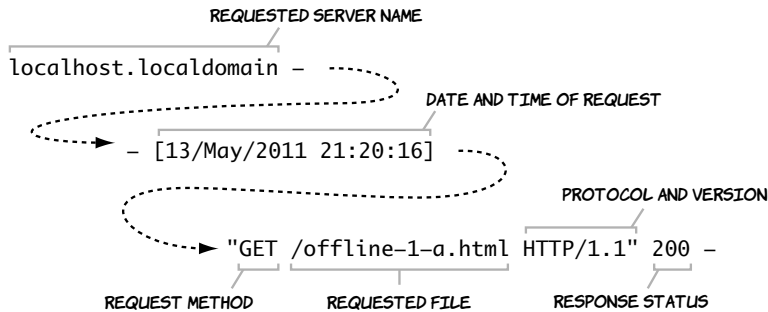 REQUESTED SERVER NAME
localhost.localdomain –
DATE AND TIME OF REQUEST
– [13/May/2011 21:20:16]
PROTOCOL AND VERSION
"GET /offline–1–a.html HTTP/1.1" 200 –
REQUEST METHOD REQUESTED FILE RESPONSE STATUS